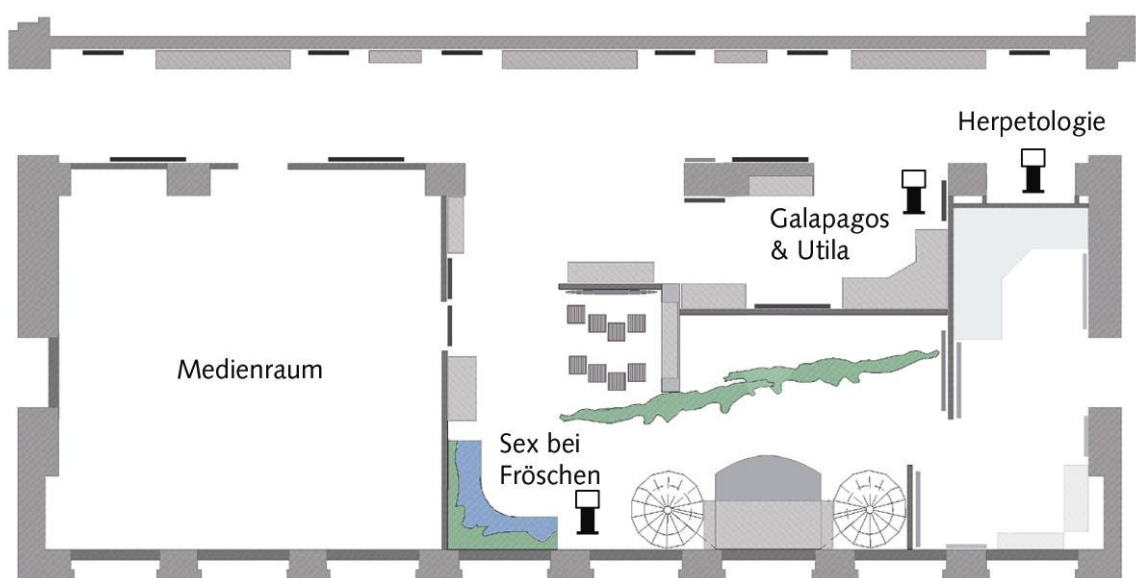 Herpetologie
Galapagos
& Utila
Medienraum
Sex bei
Fröschen